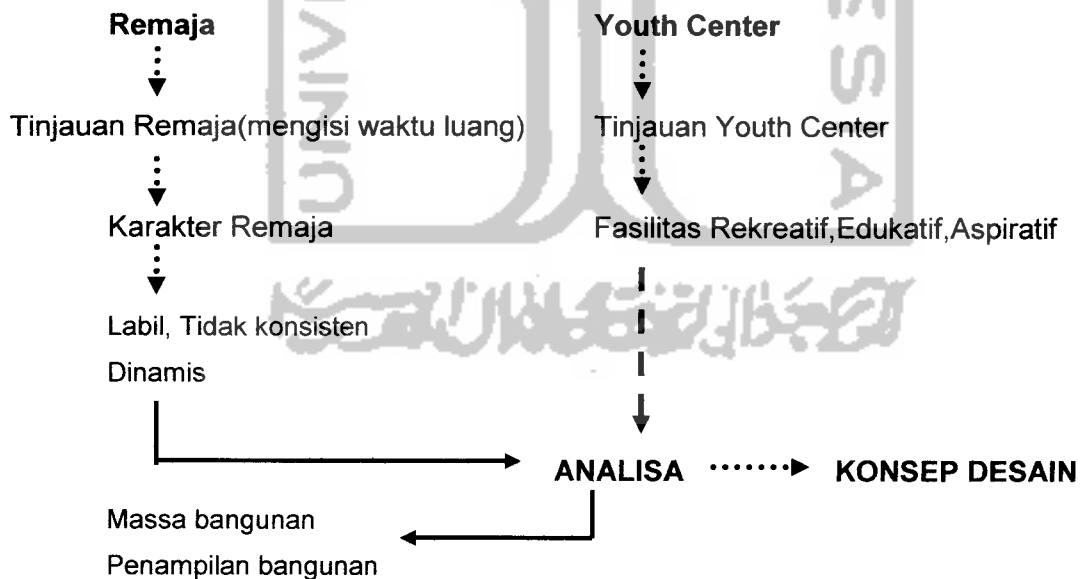 Remaja
Youth Center
Tinjauan Remaja(mengisi waktu luang)
Tinjauan Youth Center
Karakter Remaja
Fasilitas Rekreatif,Edukatif,Aspiratif
Labil, Tidak konsisten
Dinamis
ANALISA
KONSEP DESAIN
Massa bangunan
Penampilan bangunan